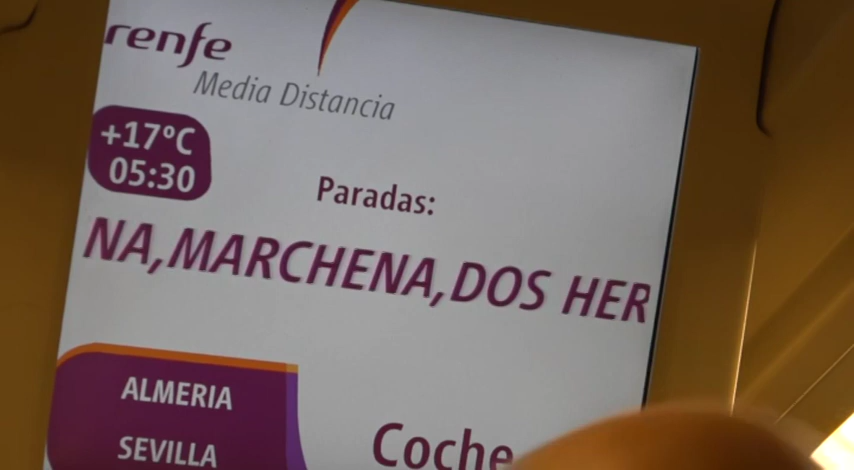 renfe
Media Distancia
+17ºC
05:30
Paradas:
NA,MARCHENA,DOS HER
ALMERIA
SEVILLA
Coche